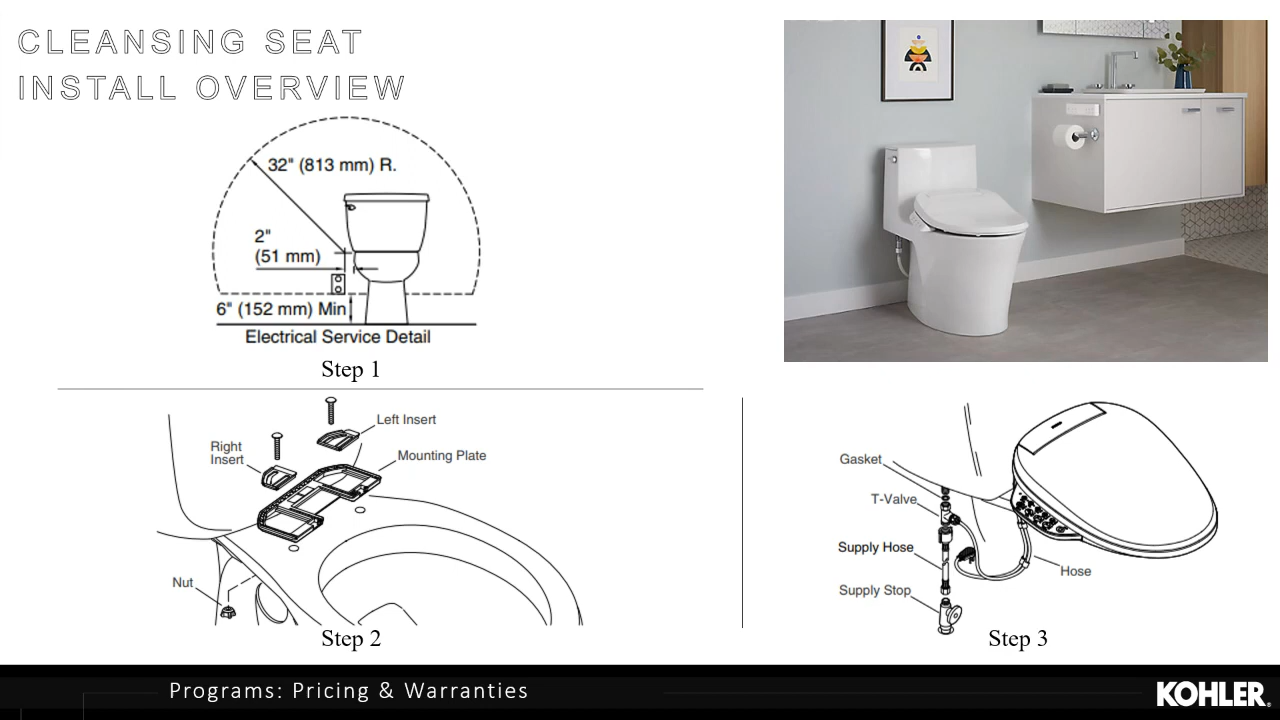 CLEANSING SEAT
INSTALL OVERVIEW
32" (813 mm) R.
2"
(51 mm)
6" (152 mm) Min
Electrical Service Detail
Step 1
Left Insert
Right
Insert
Mounting Plate
Nut
Step 2
Gasket
T-Valve
Supply Hose
Hose
Supply Stop
Step 3
Programs: Pricing & Warranties
KOHLER®